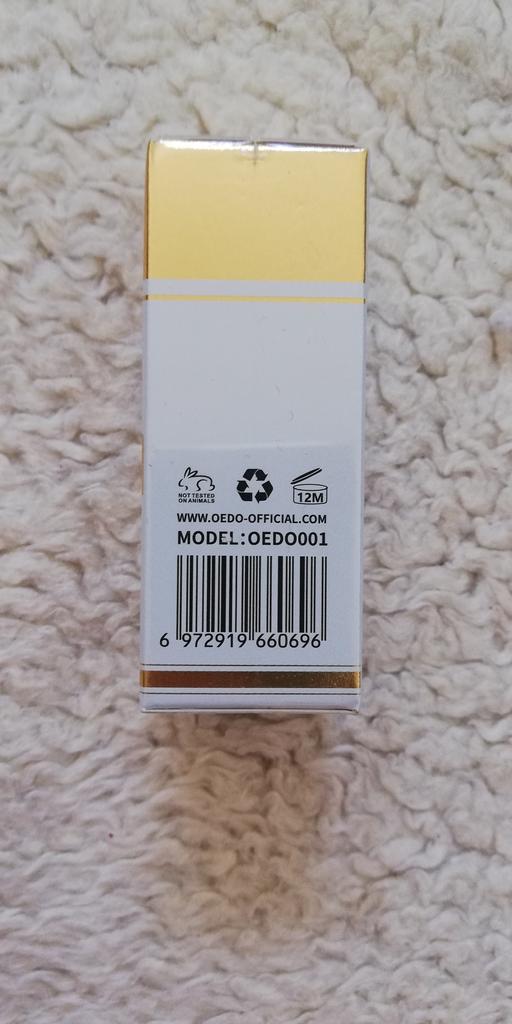 NOT TESTED
ON ANIMALS
12M
WWW.OEDO-OFFICIAL.COM
MODEL:OEDO001
6 972919 660696